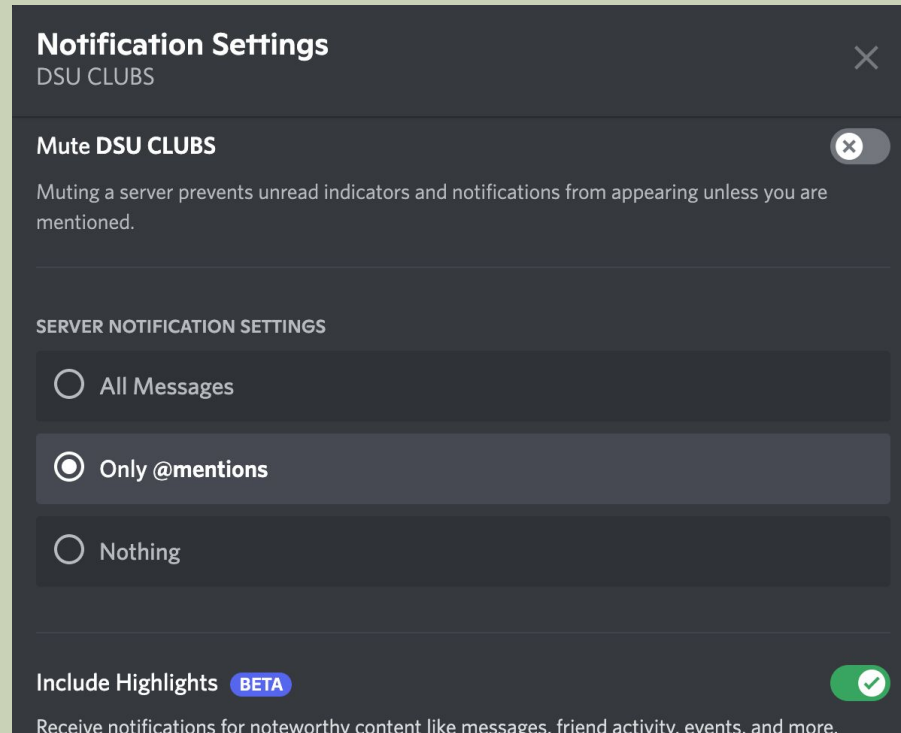 Notification Settings
DSU CLUBS
Mute DSU CLUBS
Muting a server prevents unread indicators and notifications from appearing unless you are
mentioned.
SERVER NOTIFICATION SETTINGS
All Messages
Only @mentions
Nothing
Include Highlights BETA
Receive notifications for noteworthy content like messages, friend activity, events, and more.